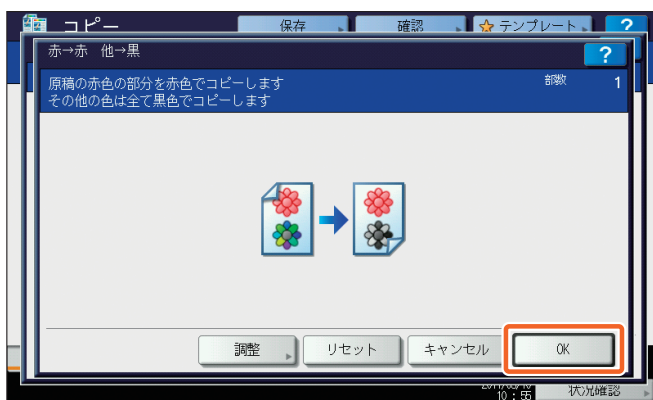 コピー 保存 確認 テンプレート ?
赤→赤 他→黒 ?
原稿の赤色の部分を赤色でコピーします 部数 1
その他の色は全て黒色でコピーします
調整 リセット キャンセル OK
10:55 状況確認